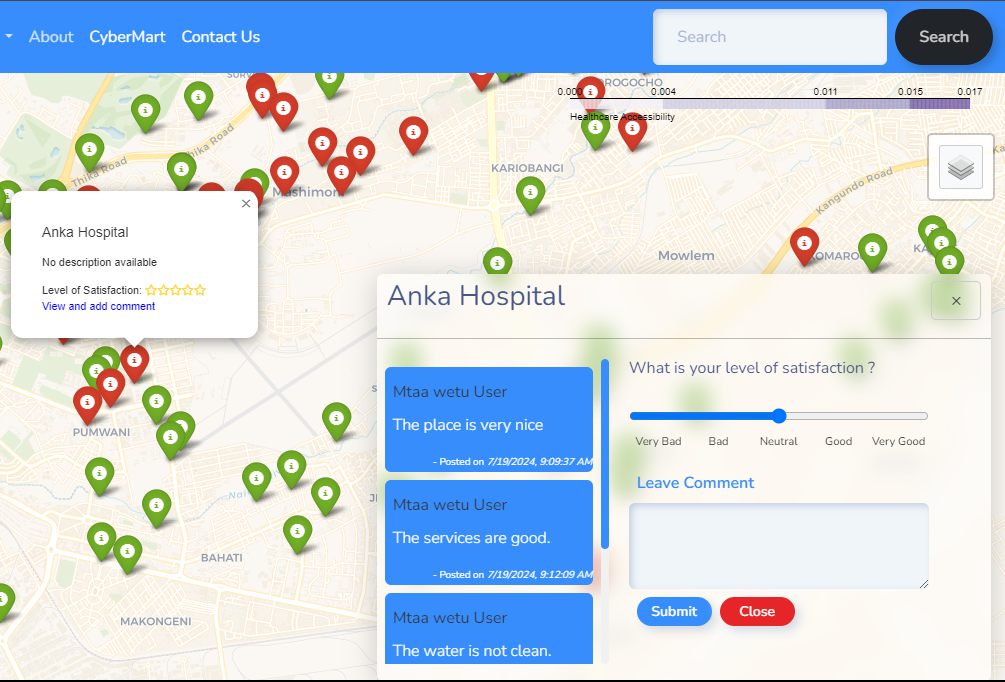 About
CyberMart
Contact Us
Search
Search
OROGOCHO
0.000
0.004
0.011
0.015
0.017
Healthcare Accessibility
Thika Road
Thika Road
KARIOBANGI
Mashimoni
Kangundo Road
Mowlem
KOMAROC
×
Anka Hospital
No description available
Level of Satisfaction:
View and add comment
Anka Hospital
×
Mtaa wetu User
The place is very nice
- Posted on 7/19/2024, 9:09:37 AM
Mtaa wetu User
The services are good.
- Posted on 7/19/2024, 9:12:09 AM
Mtaa wetu User
The water is not clean.
What is your level of satisfaction ?
Very Bad
Bad
Neutral
Good
Very Good
Leave Comment
Submit
Close
PUMWANI
BAHATI
MAKONGENI